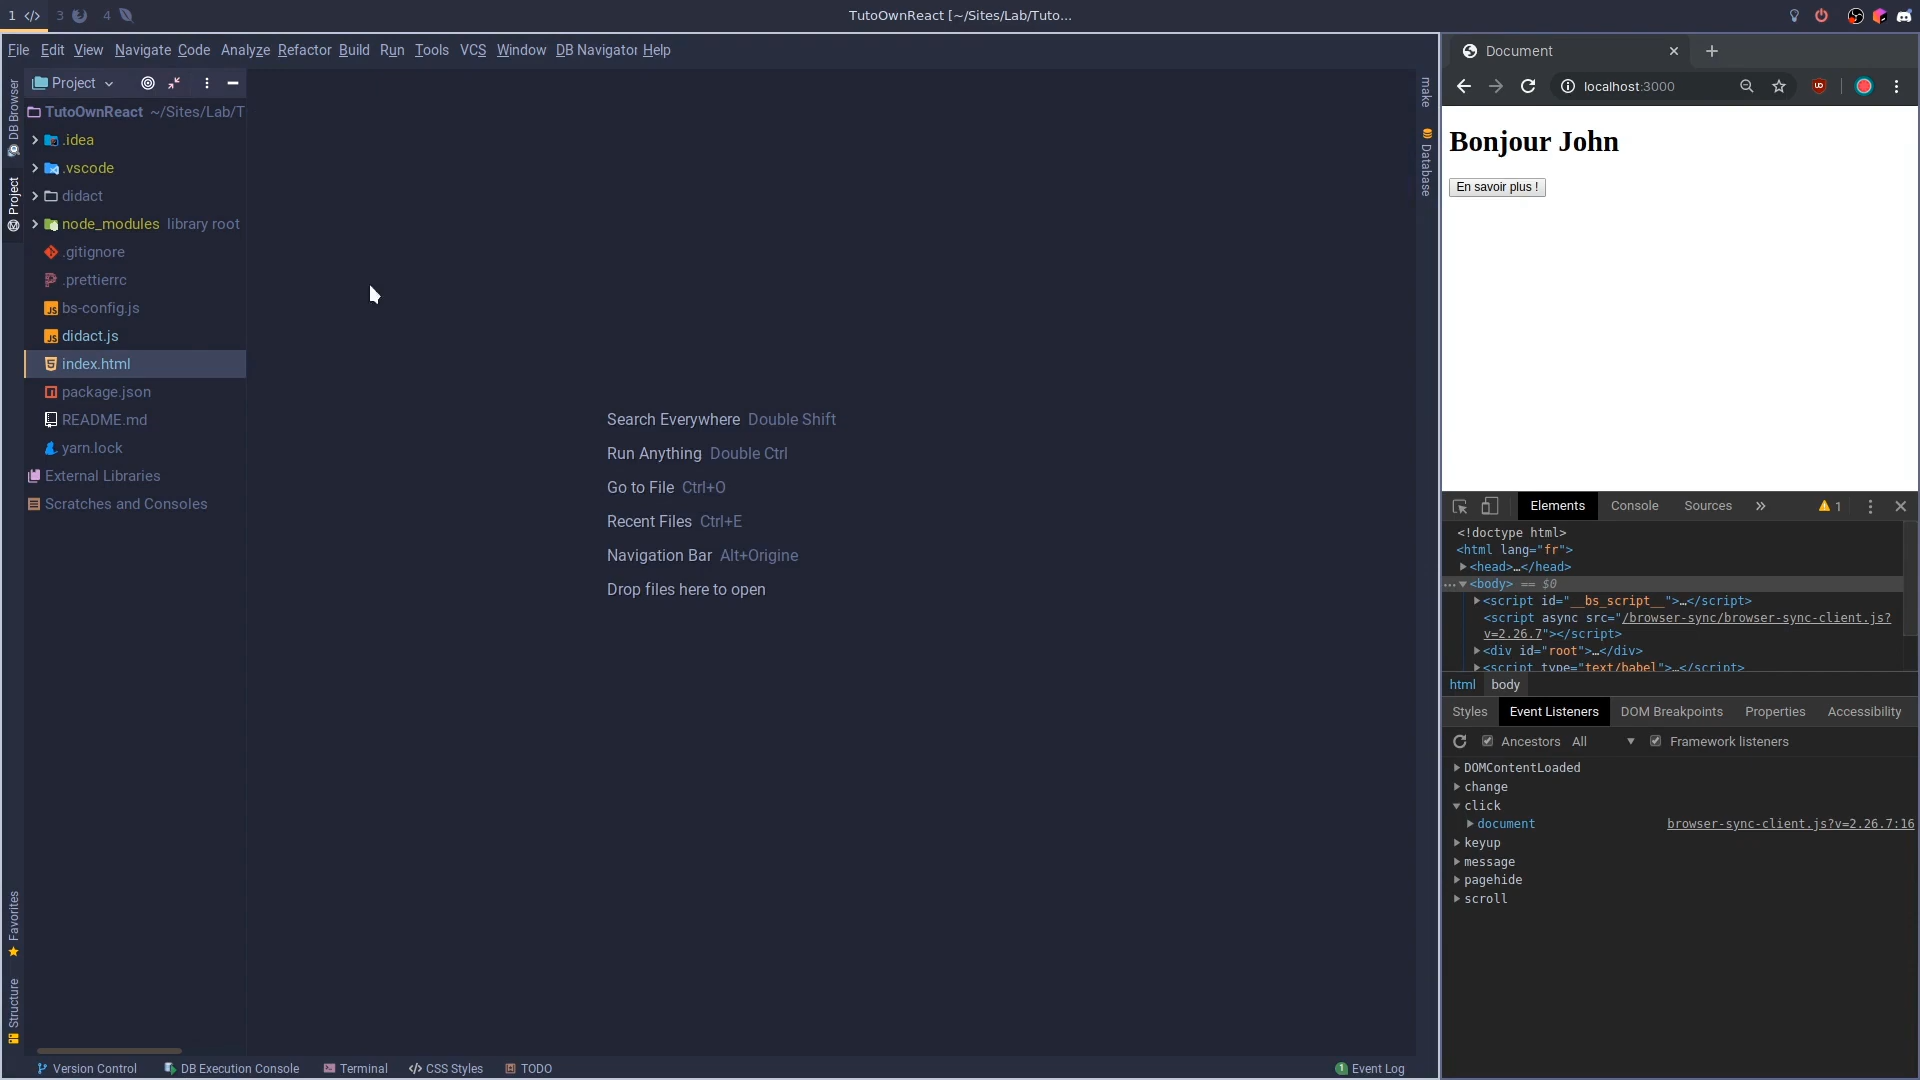 1 3 4 TutoOwnReact [~/Sites/Lab/Tuto...
File Edit View Navigate Code Analyze Refactor Build Run Tools VCS Window DB Navigator Help
DB Browser
Project
Favorites
Structure
Project
TutoOwnReact ~/Sites/Lab/T
.idea
.vscode
didact
node_modules library root
.gitignore
.prettierrc
bs-config.js
didact.js
index.html
package.json
README.md
yarn.lock
External Libraries
Scratches and Consoles
Search Everywhere Double Shift
Run Anything Double Ctrl
Go to File Ctrl+O
Recent Files Ctrl+E
Navigation Bar Alt+Origine
Drop files here to open
make
Database
Version Control DB Execution Console Terminal CSS Styles TODO 1 Event Log
Document
localhost:3000
Bonjour John
En savoir plus !
Elements Console Sources » 1
<!doctype html>
<html lang="fr">
<head>…</head>
<body> == $0
<script id="__bs_script__">…</script>
<script async src="/browser-sync/browser-sync-client.js?
v=2.26.7"></script>
<div id="root">…</div>
<script type="text/babel">…</script>
html body
Styles Event Listeners DOM Breakpoints Properties Accessibility
Ancestors All Framework listeners
DOMContentLoaded
change
click
document browser-sync-client.js?v=2.26.7:16
keyup
message
pagehide
scroll